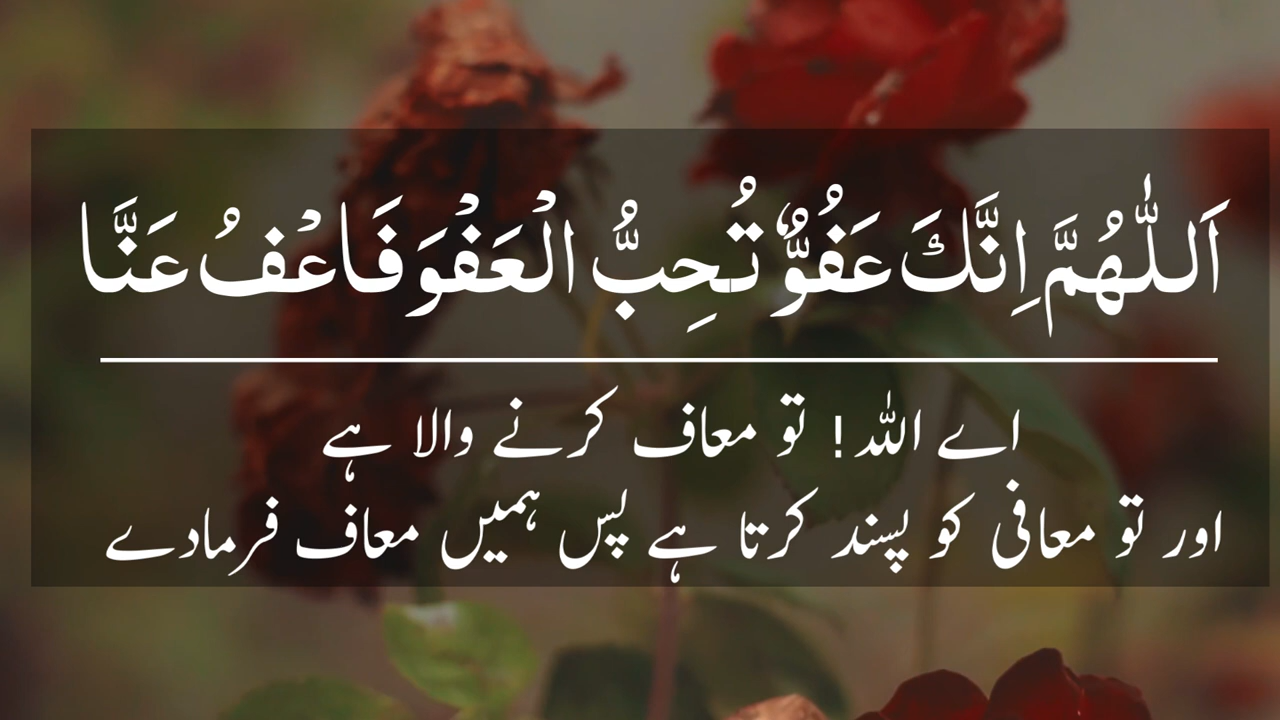 اَللّٰهُمَّ اِنَّكَ عَفُوٌّ تُحِبُّ الْعَفْوَ فَاعْفُ عَنَّا
اے اللہ! تو معاف کرنے والا ہے
اور تو معافی کو پسند کرتا ہے پس ہمیں معاف فرمادے